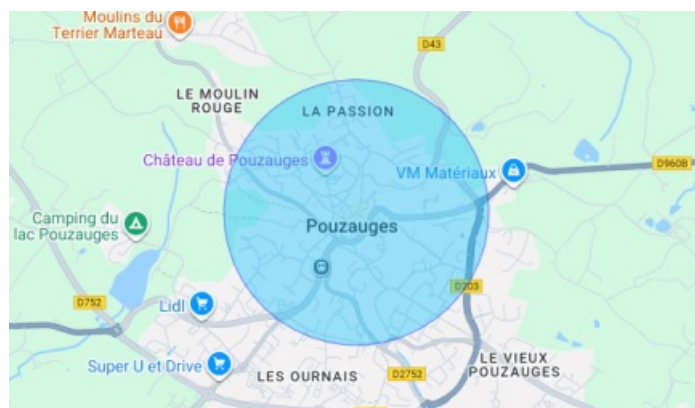 Moulins du
Terrier Marteau
D43
LE MOULIN
ROUGE
LA PASSION
Château de Pouzauges
VM Matériaux
D960B
Camping du
lac Pouzauges
Pouzauges
D752
Lidl
D203
Super U et Drive
LES OURNAIS
D2752
LE VIEUX
POUZAUGES